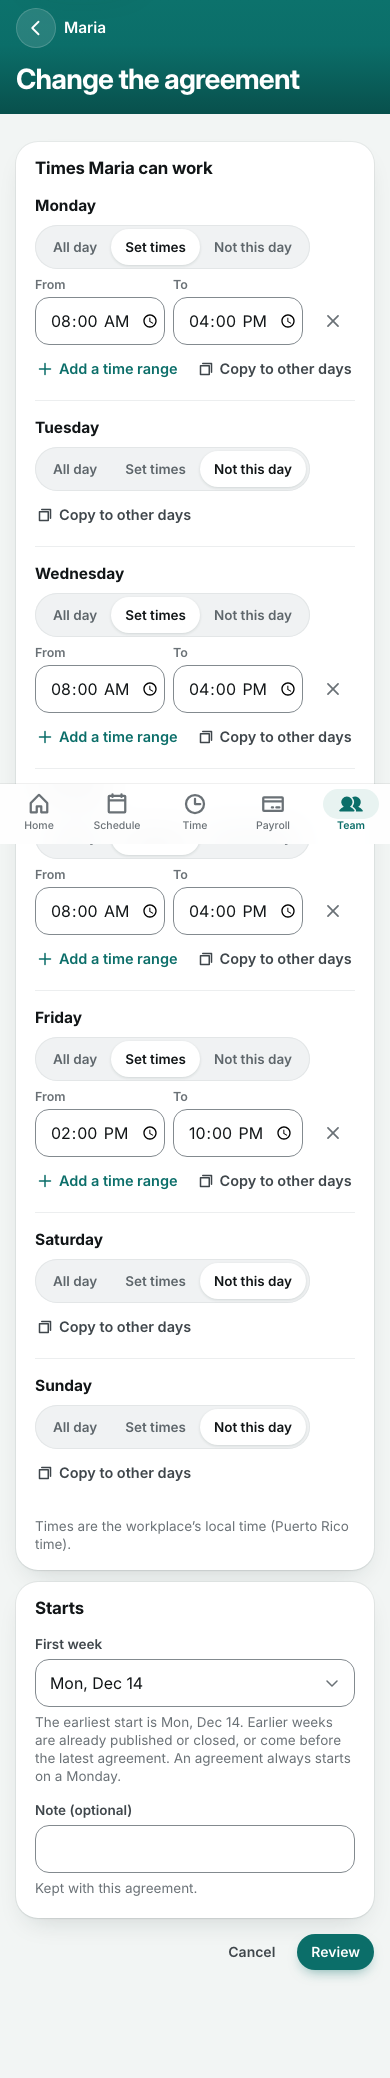 Maria
Change the agreement
Times Maria can work
Monday
All day Set times Not this day
From To
08:00 AM 04:00 PM
Add a time range Copy to other days
Tuesday
All day Set times Not this day
Copy to other days
Wednesday
All day Set times Not this day
From To
08:00 AM 04:00 PM
Add a time range Copy to other days
Home Schedule Time Payroll Team
From To
08:00 AM 04:00 PM
Add a time range Copy to other days
Friday
All day Set times Not this day
From To
02:00 PM 10:00 PM
Add a time range Copy to other days
Saturday
All day Set times Not this day
Copy to other days
Sunday
All day Set times Not this day
Copy to other days
Times are the workplace’s local time (Puerto Rico
time).
Starts
First week
Mon, Dec 14
The earliest start is Mon, Dec 14. Earlier weeks
are already published or closed, or come before
the latest agreement. An agreement always starts
on a Monday.
Note (optional)
Kept with this agreement.
Cancel Review